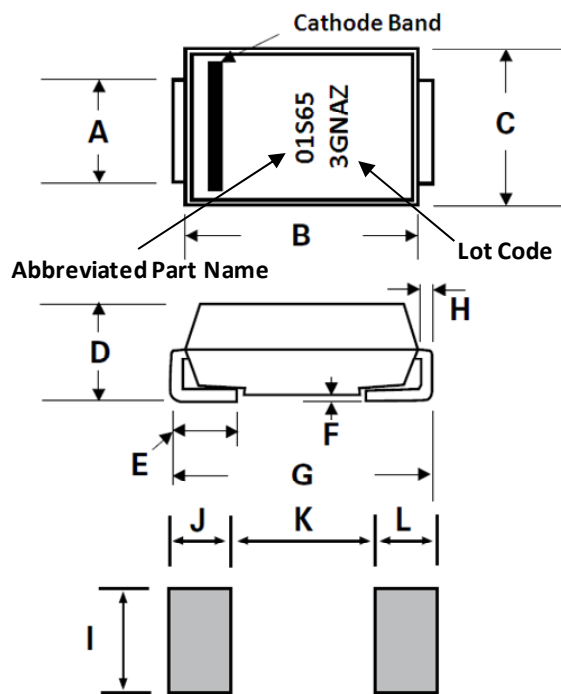 Cathode Band
A
01S65
3GNAZ
C
B
Abbreviated Part Name
Lot Code
H
D
F
E
G
J
K
L
I